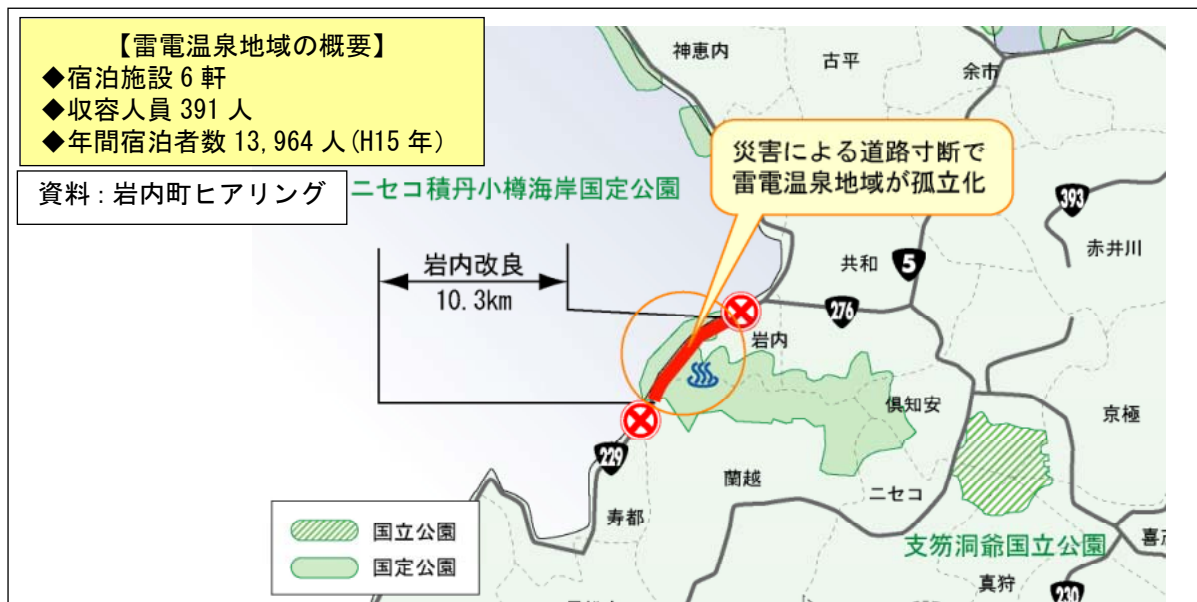 【雷電温泉地域の概要】
◆宿泊施設 6 軒
◆収容人員 391 人
◆年間宿泊者数 13,964 人(H15 年)
資料：岩内町ヒアリング
ニセコ積丹小樽海岸国定公園
神恵内
古平
余市
災害による道路寸断で
雷電温泉地域が孤立化
393
赤井川
共和
5
岩内改良
10.3km
276
岩内
倶知安
京極
229
蘭越
ニセコ
寿都
国立公園
国定公園
支笏洞爺国立公園
真狩
230